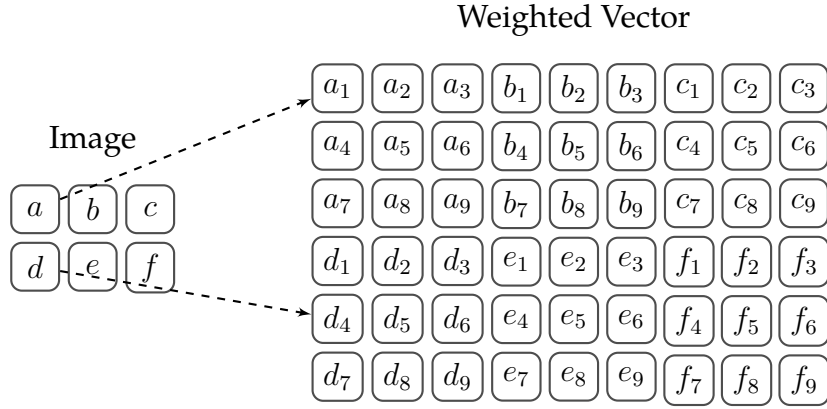 Weighted Vector
a₁ a₂ a₃ b₁ b₂ b₃ c₁ c₂ c₃
a₄ a₅ a₆ b₄ b₅ b₆ c₄ c₅ c₆
a₇ a₈ a₉ b₇ b₈ b₉ c₇ c₈ c₉
d₁ d₂ d₃ e₁ e₂ e₃ f₁ f₂ f₃
d₄ d₅ d₆ e₄ e₅ e₆ f₄ f₅ f₆
d₇ d₈ d₉ e₇ e₈ e₉ f₇ f₈ f₉
Image
a b c
d e f